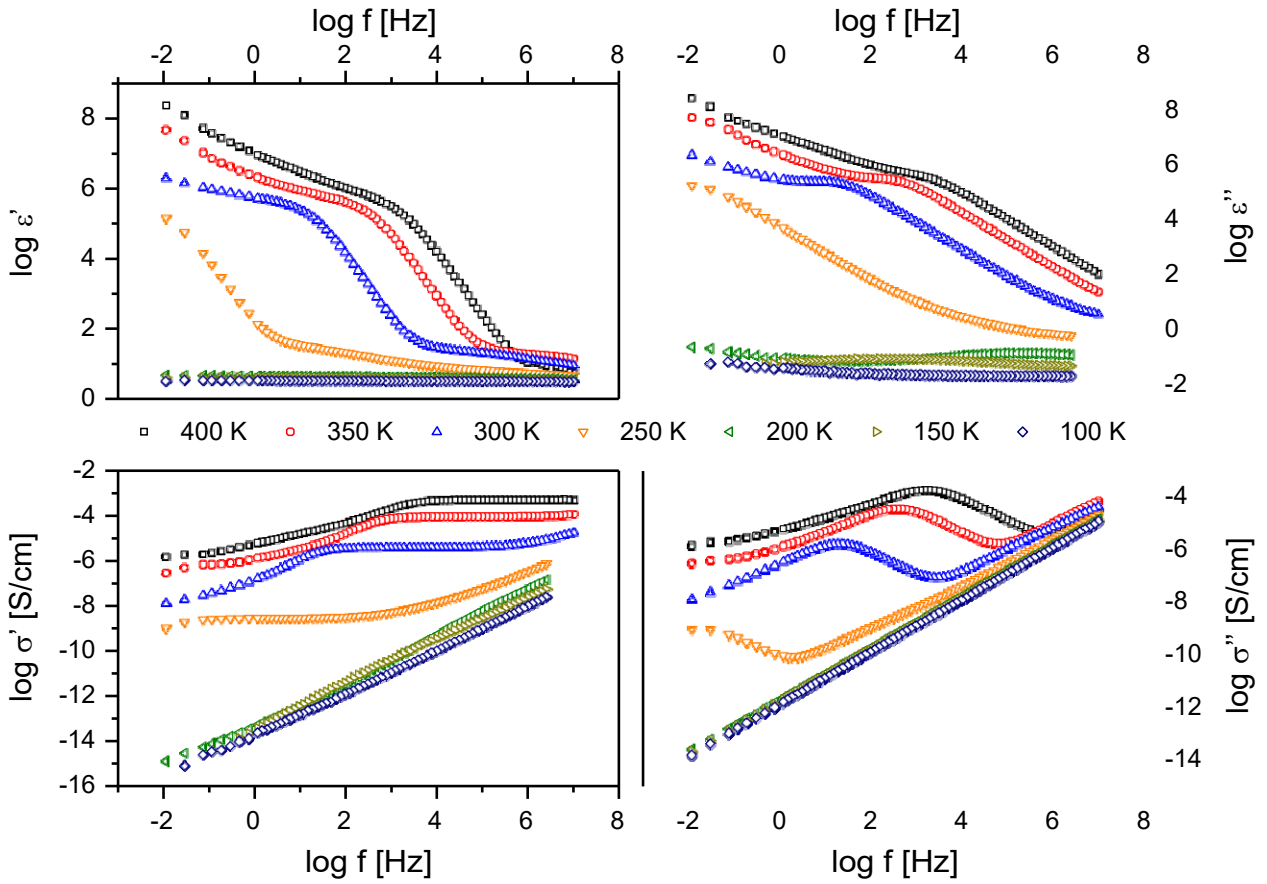 log f [Hz] log f [Hz]
-2 0 2 4 6 8 -2 0 2 4 6 8
8 8
6 6
4 4
2 2
0 0
-2
log ε' log ε''
400 K 350 K 300 K 250 K 200 K 150 K 100 K
-2
-4 -4
-6 -6
-8 -8
-10 -10
-12 -12
-14 -14
-16
log σ' [S/cm] log σ'' [S/cm]
-2 0 2 4 6 8 -2 0 2 4 6 8
log f [Hz] log f [Hz]